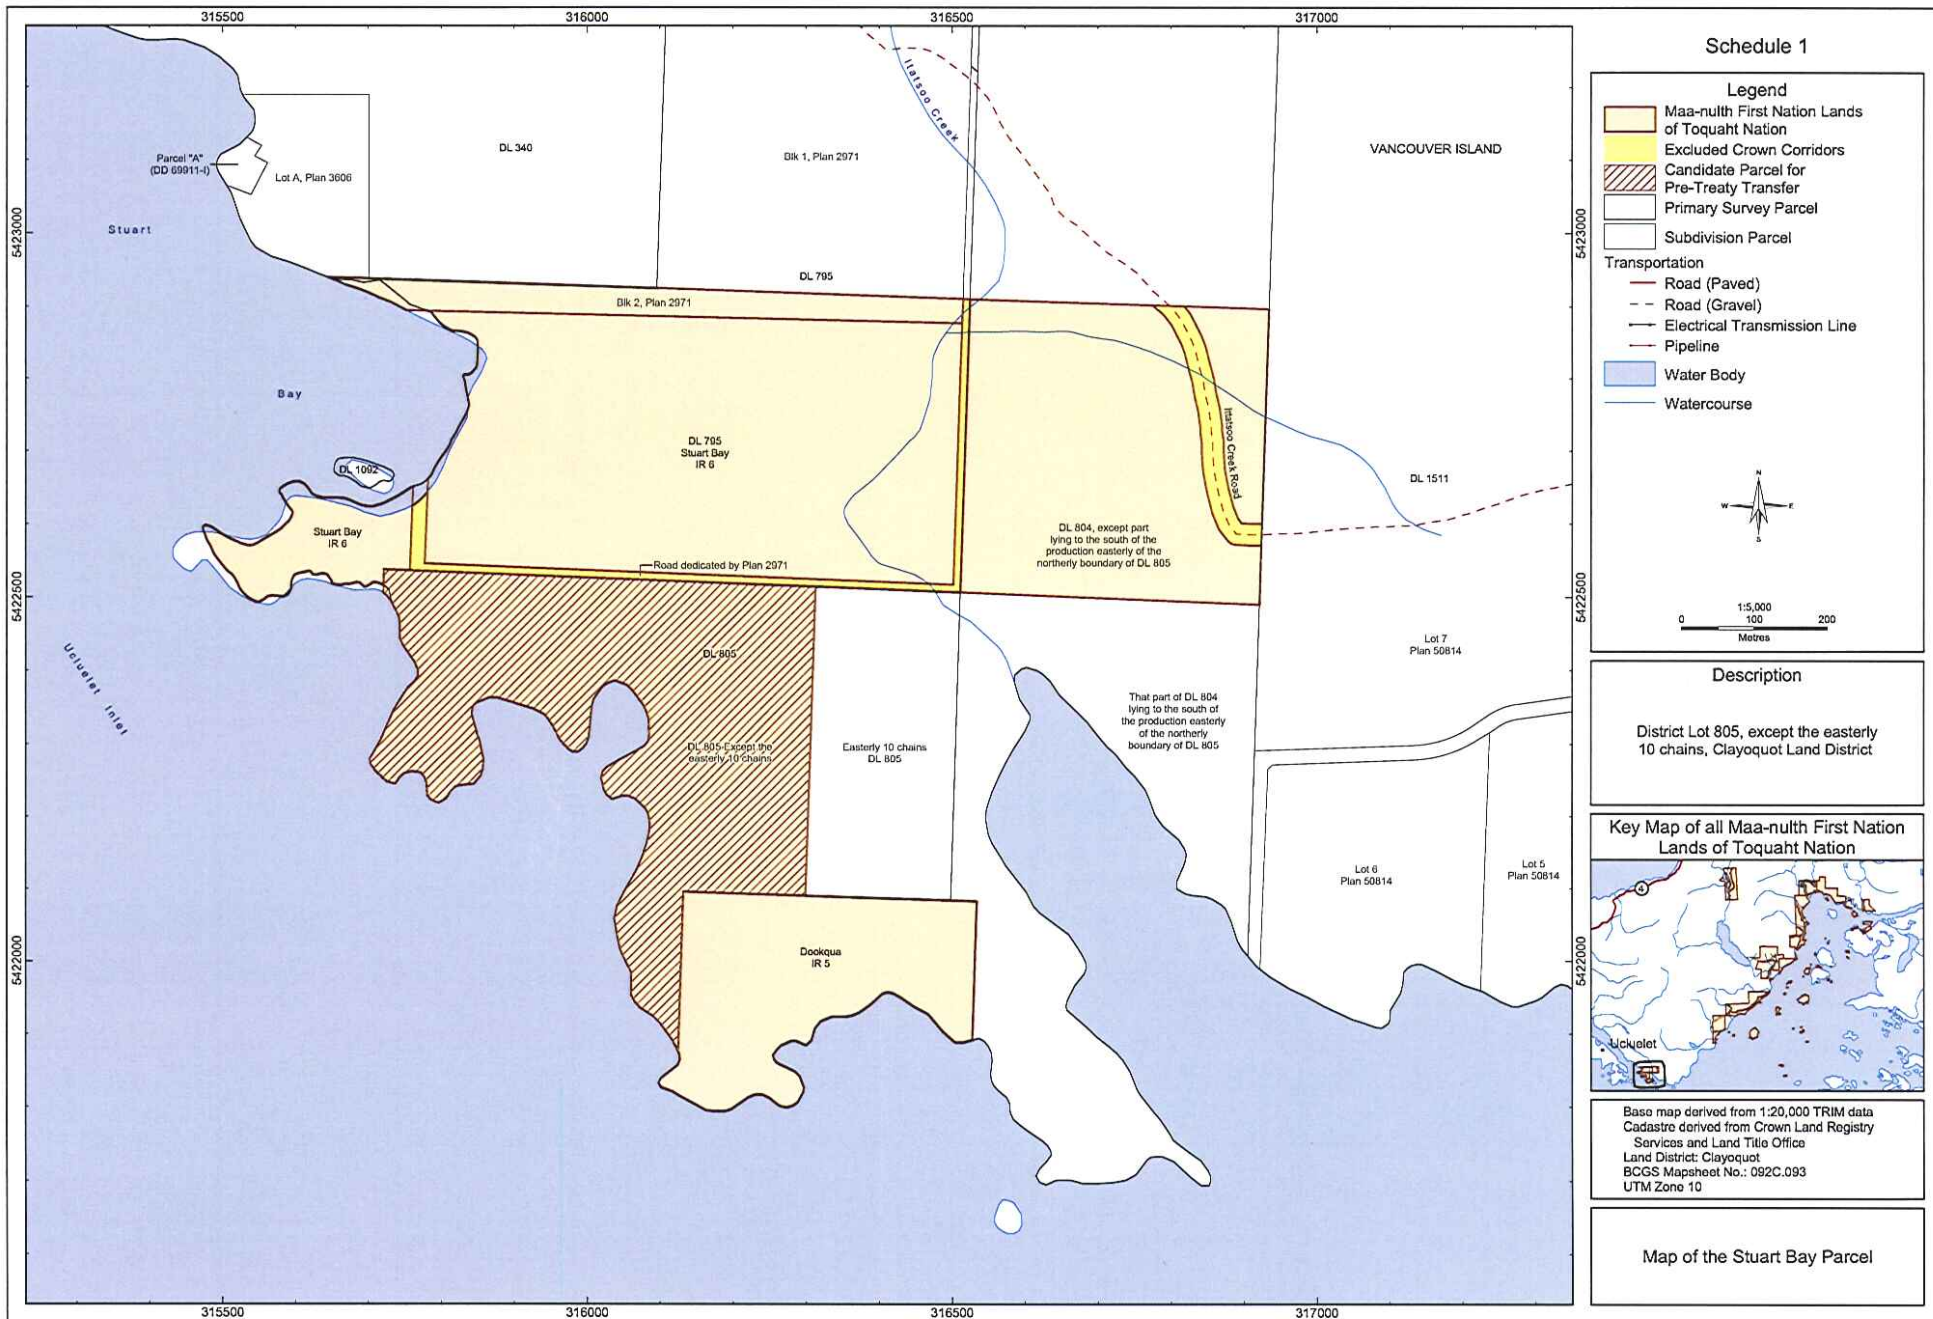 315500
316000
316500
317000
5423000
5422500
5422000
5423000
5422500
5422000
315500
316000
316500
317000
Parcel "A"
(DD 69911-I)
Lot A, Plan 3606
DL 340
Blk 1, Plan 2971
Itatsoo Creek
VANCOUVER ISLAND
Stuart
Bay
DL 795
Blk 2, Plan 2971
DL 795
Stuart Bay
IR 6
DL 1092
Stuart Bay
IR 6
Ittatsoo Creek Road
DL 1511
DL 804, except part
lying to the south of the
production easterly of the
northerly boundary of DL 805
Road dedicated by Plan 2971
Ucluelet Inlet
DL 805
Lot 7
Plan 50814
DL 805 Except the
easterly 10 chains
Easterly 10 chains
DL 805
That part of DL 804
lying to the south of
the production easterly
of the northerly
boundary of DL 805
Lot 6
Plan 50814
Lot 5
Plan 50814
Dookqua
IR 5
Schedule 1
Legend
Maa-nulth First Nation Lands
of Toquaht Nation
Excluded Crown Corridors
Candidate Parcel for
Pre-Treaty Transfer
Primary Survey Parcel
Subdivision Parcel
Transportation
Road (Paved)
Road (Gravel)
Electrical Transmission Line
Pipeline
Water Body
Watercourse
N
W
E
S
1:5,000
0 100 200
Metres
Description
District Lot 805, except the easterly
10 chains, Clayoquot Land District
Key Map of all Maa-nulth First Nation
Lands of Toquaht Nation
4
Ucluelet
Base map derived from 1:20,000 TRIM data
Cadastre derived from Crown Land Registry
Services and Land Title Office
Land District: Clayoquot
BCGS Mapsheet No.: 092C.093
UTM Zone 10
Map of the Stuart Bay Parcel